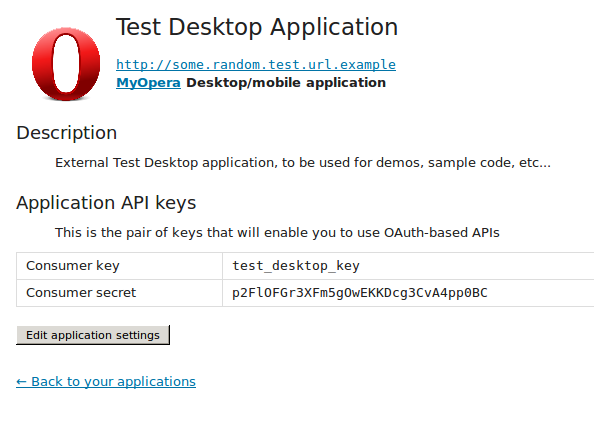 Test Desktop Application
http://some.random.test.url.example
MyOpera Desktop/mobile application
Description
External Test Desktop application, to be used for demos, sample code, etc...
Application API keys
This is the pair of keys that will enable you to use OAuth-based APIs
Consumer key test_desktop_key
Consumer secret p2FlOFGr3XFm5gOwEKKDcg3CvA4pp0BC
Edit application settings
← Back to your applications